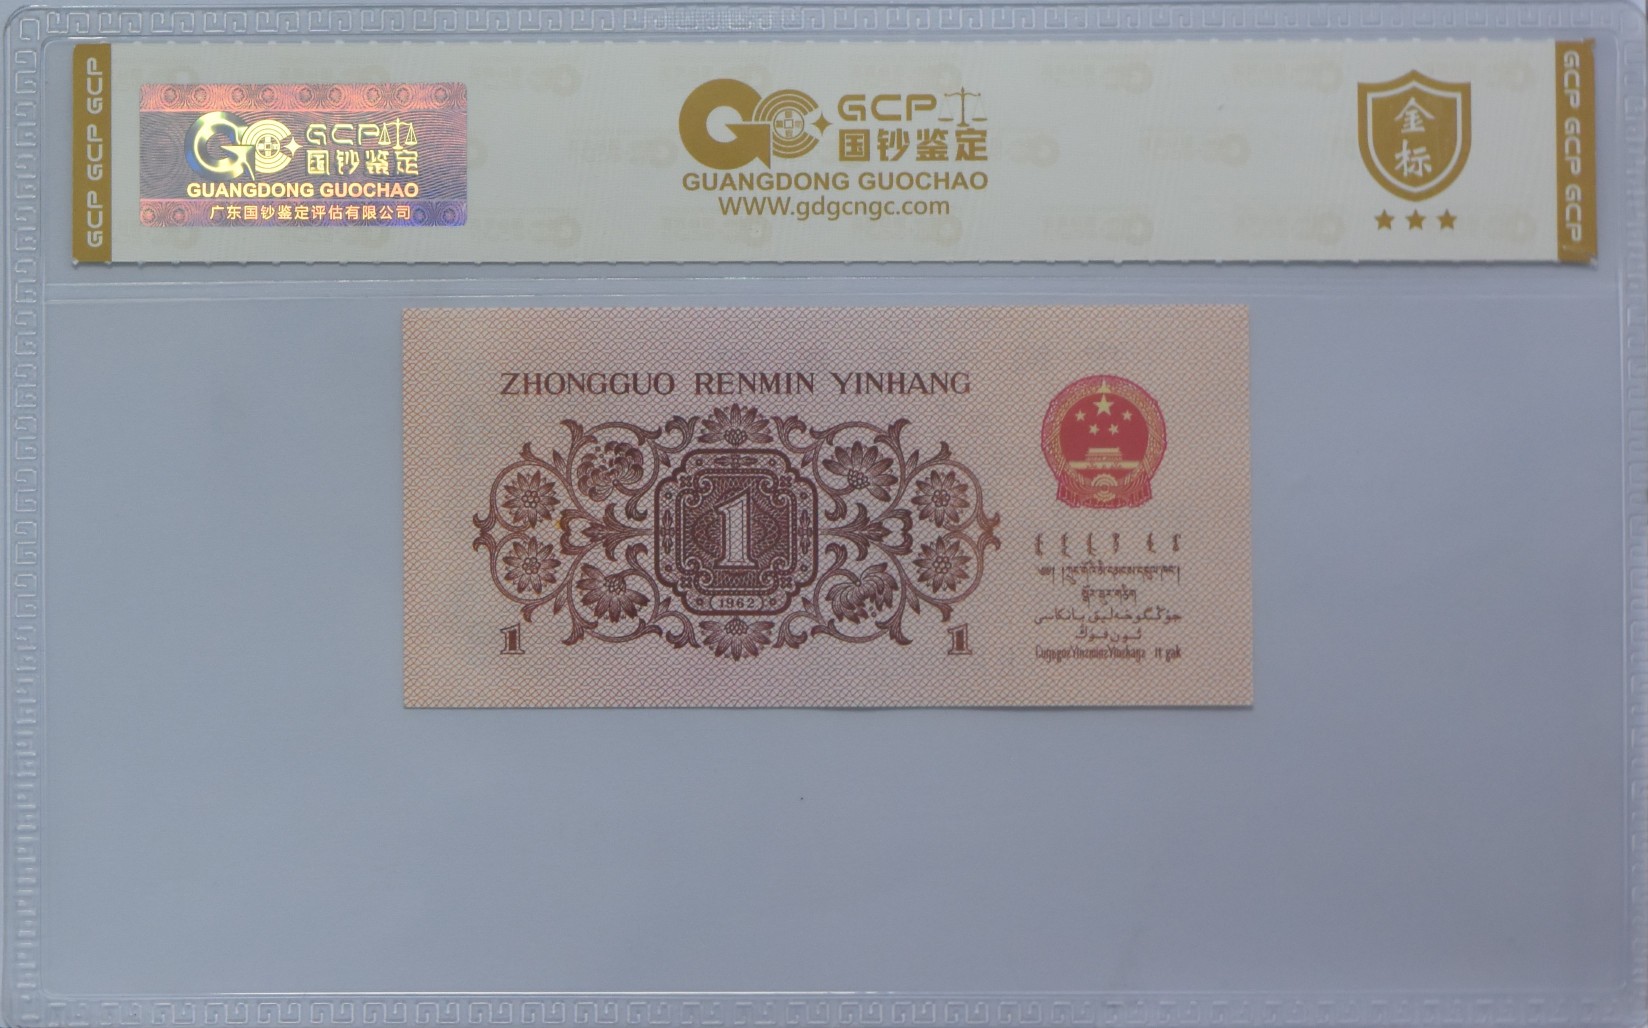 GCP GCP GCP
GCP 国钞鉴定
GUANGDONG GUOCHAO
广东国钞鉴定评估有限公司
GCP
国钞鉴定
GUANGDONG GUOCHAO
WWW.gdgcngc.com
金标
GCP GCP GCP
ZHONGGUO RENMIN YINHANG
1
(1962)
1
1